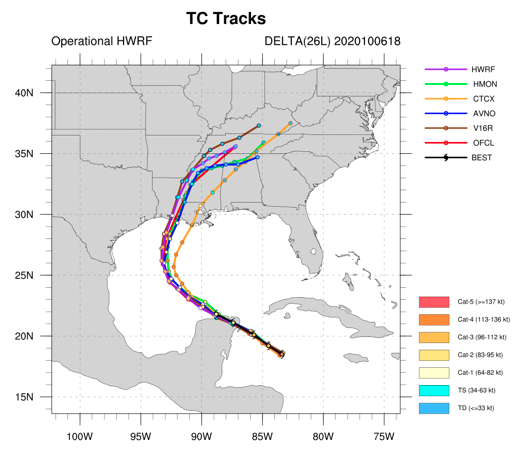 TC Tracks
Operational HWRF
DELTA(26L) 2020100618
40N
35N
30N
25N
20N
15N
100W
95W
90W
85W
80W
75W
HWRF
HMON
CTCX
AVNO
V16R
OFCL
BEST
Cat-5 (>=137 kt)
Cat-4 (113-136 kt)
Cat-3 (96-112 kt)
Cat-2 (83-95 kt)
Cat-1 (64-82 kt)
TS (34-63 kt)
TD (<=33 kt)